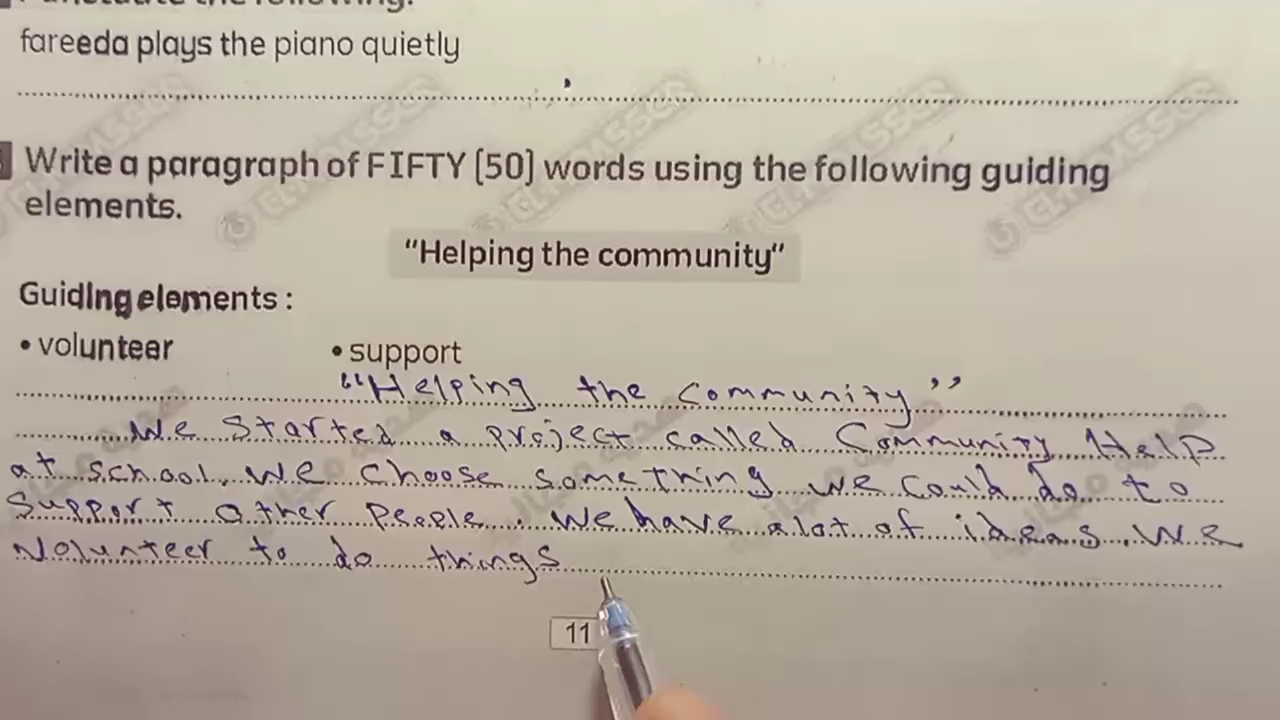 fareeda plays the piano quietly
Write a paragraph of FIFTY (50) words using the following guiding
elements.
"Helping the community"
Guiding elements :
• volunteer • support
"Helping the Community"
We started a project called Community Help
at school. we choose something we could do to
Support other people. We have a lot of ideas. We
Volunteer to do things
11